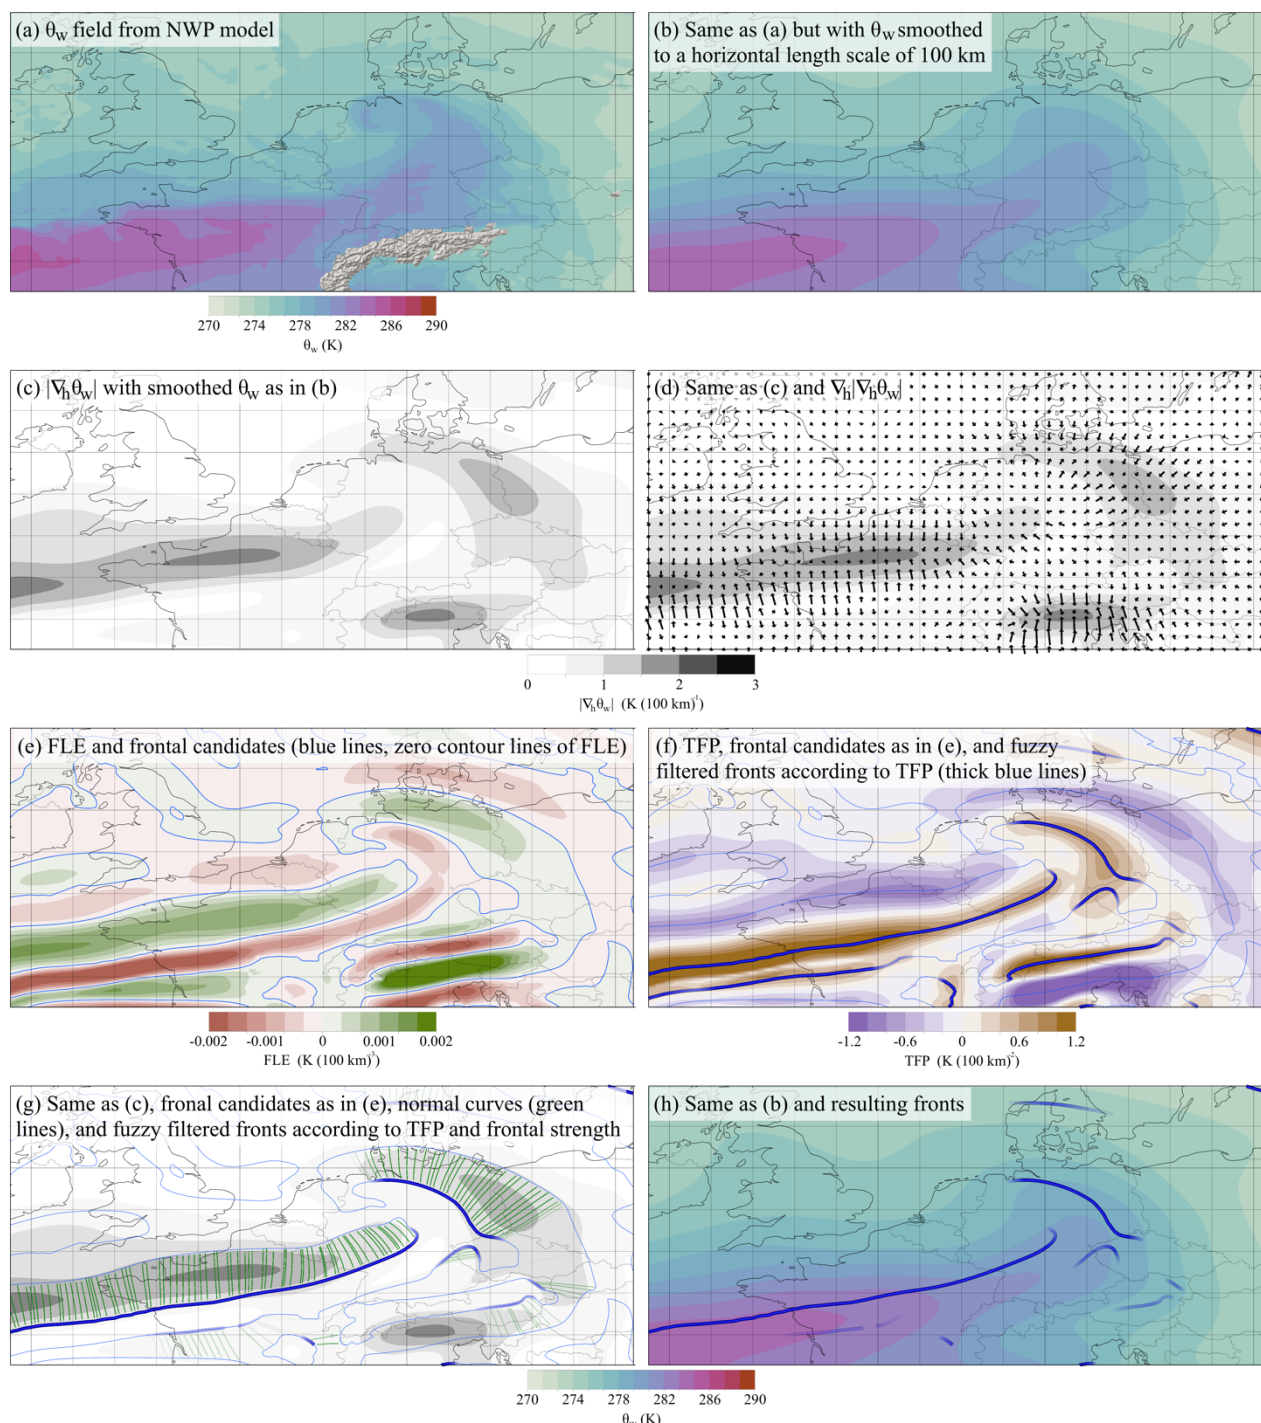 (a) θw field from NWP model
(b) Same as (a) but with θw smoothed
to a horizontal length scale of 100 km
270 274 278 282 286 290
θw (K)
(c) |∇hθw| with smoothed θw as in (b)
(d) Same as (c) and ∇h|∇hθw|
0 1 2 3
|∇hθw| (K (100 km)-1)
(e) FLE and frontal candidates (blue lines, zero contour lines of FLE)
(f) TFP, frontal candidates as in (e), and fuzzy
filtered fronts according to TFP (thick blue lines)
-0.002 -0.001 0 0.001 0.002
FLE (K (100 km)-3)
-1.2 -0.6 0 0.6 1.2
TFP (K (100 km)-2)
(g) Same as (c), fronal candidates as in (e), normal curves (green
lines), and fuzzy filtered fronts according to TFP and frontal strength
(h) Same as (b) and resulting fronts
270 274 278 282 286 290
θw (K)